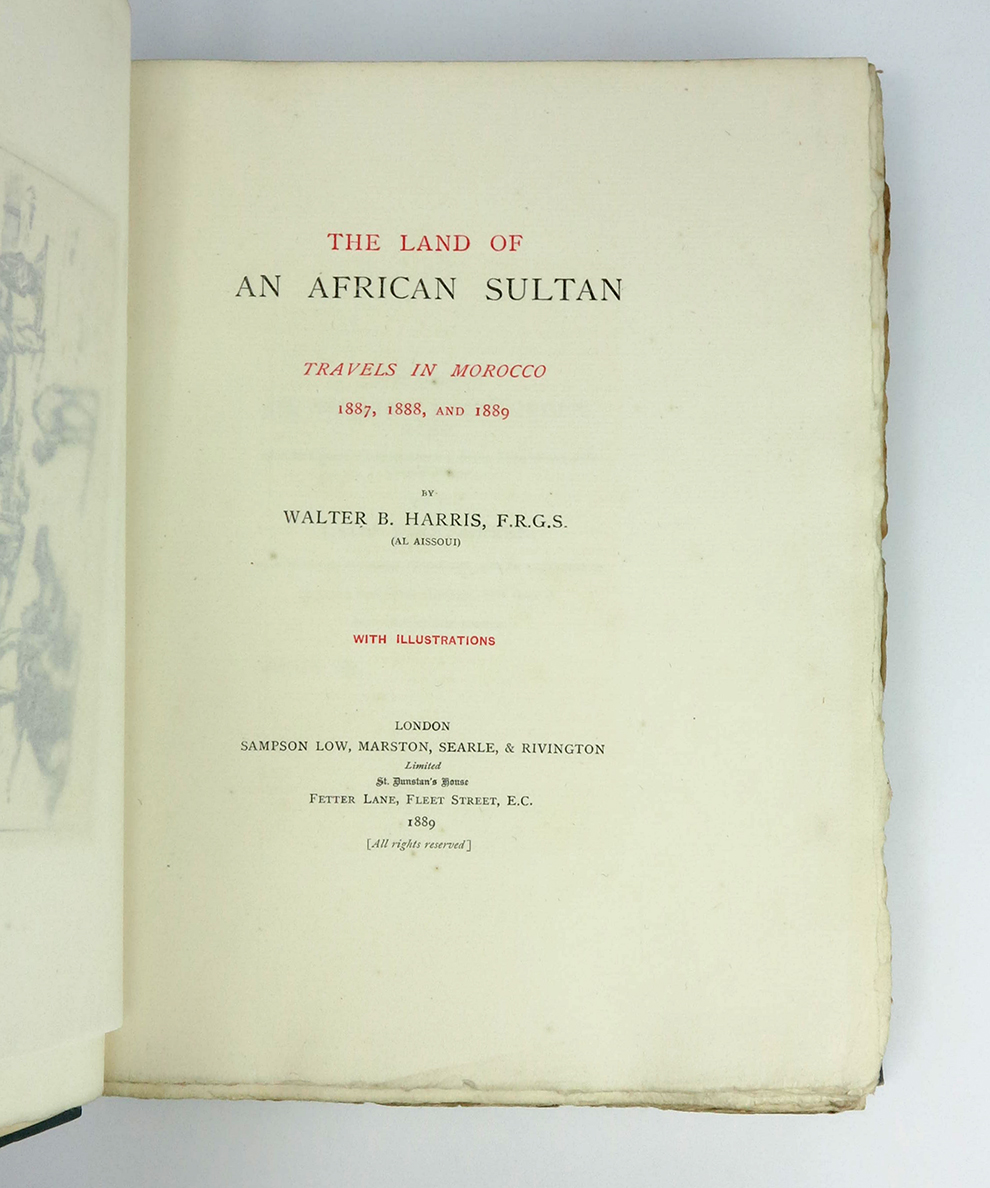 THE LAND OF
AN AFRICAN SULTAN
TRAVELS IN MOROCCO
1887, 1888, AND 1889
BY
WALTER B. HARRIS, F.R.G.S.
(AL AISSOUI)
WITH ILLUSTRATIONS
LONDON
SAMPSON LOW, MARSTON, SEARLE, & RIVINGTON
Limited
St. Dunstan's House
FETTER LANE, FLEET STREET, E.C.
1889
[All rights reserved]